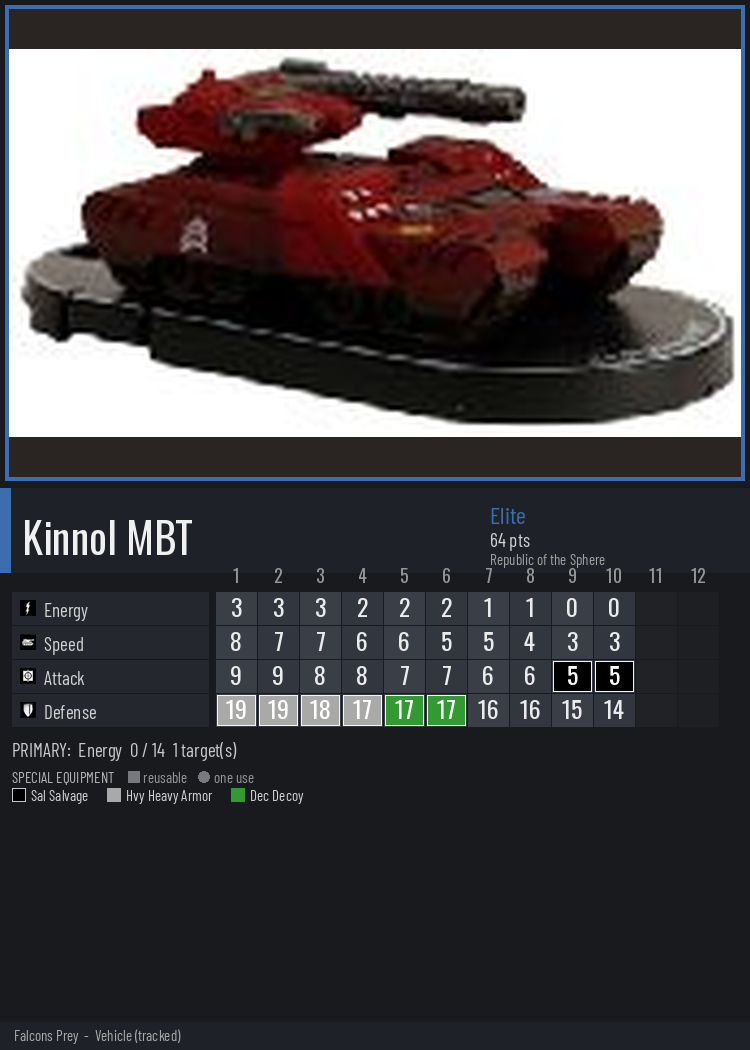 Kinnol MBT
Elite
64 pts
Republic of the Sphere
1 2 3 4 5 6 7 8 9 10 11 12
Energy 3 3 3 2 2 2 1 1 0 0
Speed 8 7 7 6 6 5 5 4 3 3
Attack 9 9 8 8 7 7 6 6 5 5
Defense 19 19 18 17 17 17 16 16 15 14
PRIMARY: Energy 0 / 14 1 target(s)
SPECIAL EQUIPMENT reusable one use
Sal Salvage Hvy Heavy Armor Dec Decoy
Falcons Prey - Vehicle (tracked)